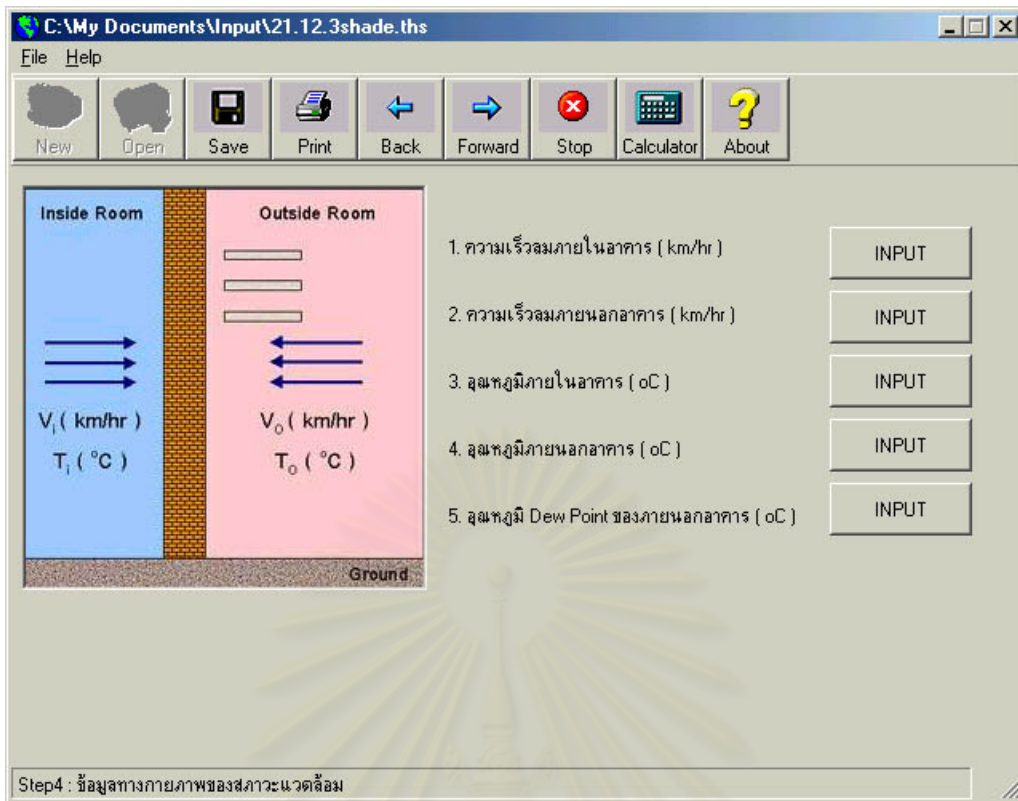 C:\My Documents\Input\21.12.3shade.ths
File Help
New Open Save Print Back Forward Stop Calculator About
Inside Room
Outside Room
Vi ( km/hr )
Vo ( km/hr )
Ti ( °C )
To ( °C )
Ground
1. ความเร็วลมภายในอาคาร ( km/hr ) INPUT
2. ความเร็วลมภายนอกอาคาร ( km/hr ) INPUT
3. อุณหภูมิภายในอาคาร ( oC ) INPUT
4. อุณหภูมิภายนอกอาคาร ( oC ) INPUT
5. อุณหภูมิ Dew Point ของภายนอกอาคาร ( oC ) INPUT
Step4 : ข้อมูลทางกายภาพของสภาวะแวดล้อม